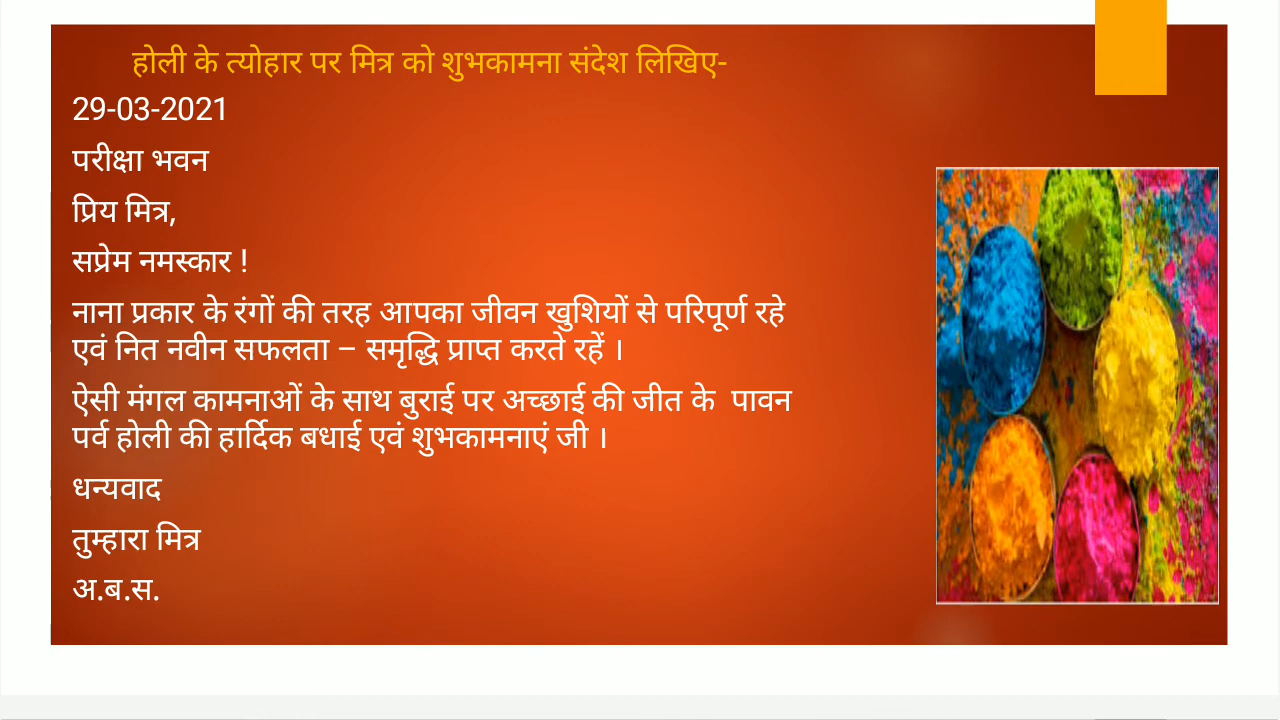 होली के त्योहार पर मित्र को शुभकामना संदेश लिखिए-
29-03-2021
परीक्षा भवन
प्रिय मित्र,
सप्रेम नमस्कार !
नाना प्रकार के रंगों की तरह आपका जीवन खुशियों से परिपूर्ण रहे
एवं नित नवीन सफलता – समृद्धि प्राप्त करते रहें ।
ऐसी मंगल कामनाओं के साथ बुराई पर अच्छाई की जीत के पावन
पर्व होली की हार्दिक बधाई एवं शुभकामनाएं जी ।
धन्यवाद
तुम्हारा मित्र
अ.ब.स.